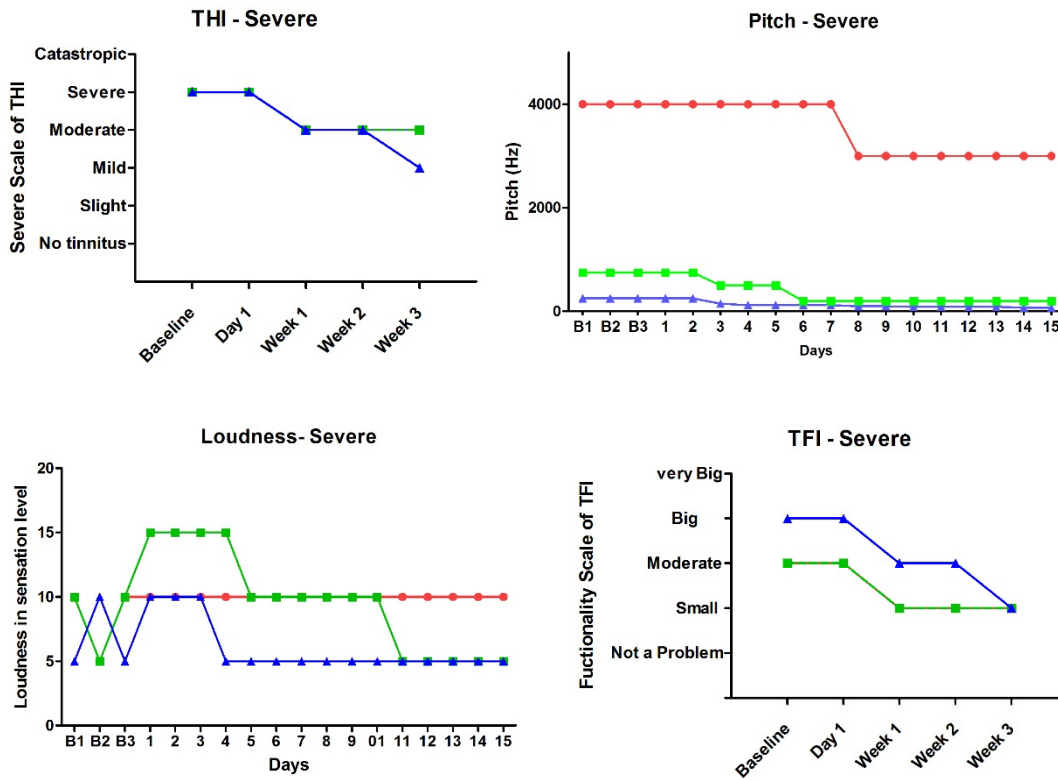 THI - Severe
Severe Scale of THI
Catastropic
Severe
Moderate
Mild
Slight
No tinnitus
Baseline
Day 1
Week 1
Week 2
Week 3
Pitch - Severe
Pitch (Hz)
4000
2000
0
B1 B2 B3 1 2 3 4 5 6 7 8 9 10 11 12 13 14 15
Days
Loudness- Severe
Loudness in sensation level
20
15
10
5
0
B1 B2 B3 1 2 3 4 5 6 7 8 9 01 11 12 13 14 15
Days
TFI - Severe
Fuctionality Scale of TFI
very Big
Big
Moderate
Small
Not a Problem
Baseline
Day 1
Week 1
Week 2
Week 3